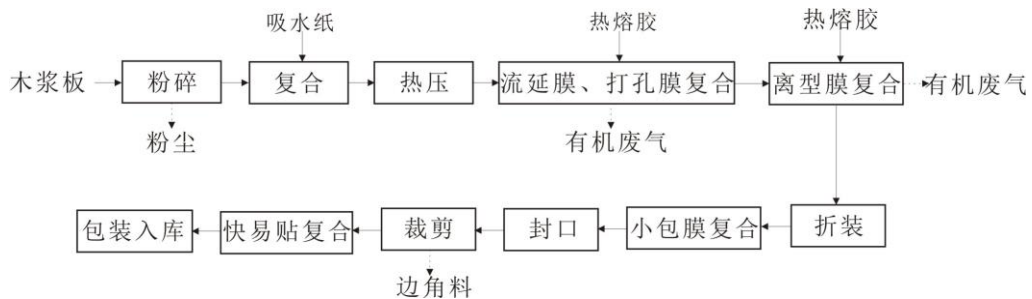 吸水纸
热熔胶
热熔胶
木浆板
粉碎
复合
热压
流延膜、打孔膜复合
离型膜复合
有机废气
粉尘
有机废气
包装入库
快易贴复合
裁剪
封口
小包膜复合
折装
边角料